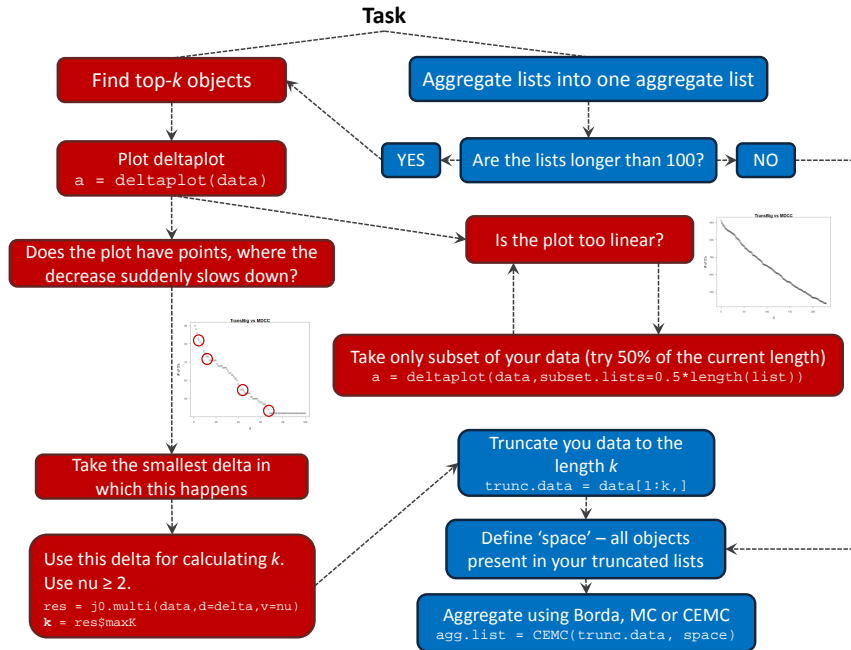 Task
Find top-k objects
Aggregate lists into one aggregate list
Plot deltaplot
a = deltaplot(data)
YES
Are the lists longer than 100?
NO
Does the plot have points, where the
decrease suddenly slows down?
Is the plot too linear?
TransBig vs MDCC
TransBig vs MDCC
Take only subset of your data (try 50% of the current length)
a = deltaplot(data,subset.lists=0.5*length(list))
Take the smallest delta in
which this happens
Truncate you data to the
length k
trunc.data = data[1:k,]
Use this delta for calculating k.
Use nu ≥ 2.
res = j0.multi(data,d=delta,v=nu)
k = res$maxK
Define ‘space’ – all objects
present in your truncated lists
Aggregate using Borda, MC or CEMC
agg.list = CEMC(trunc.data, space)